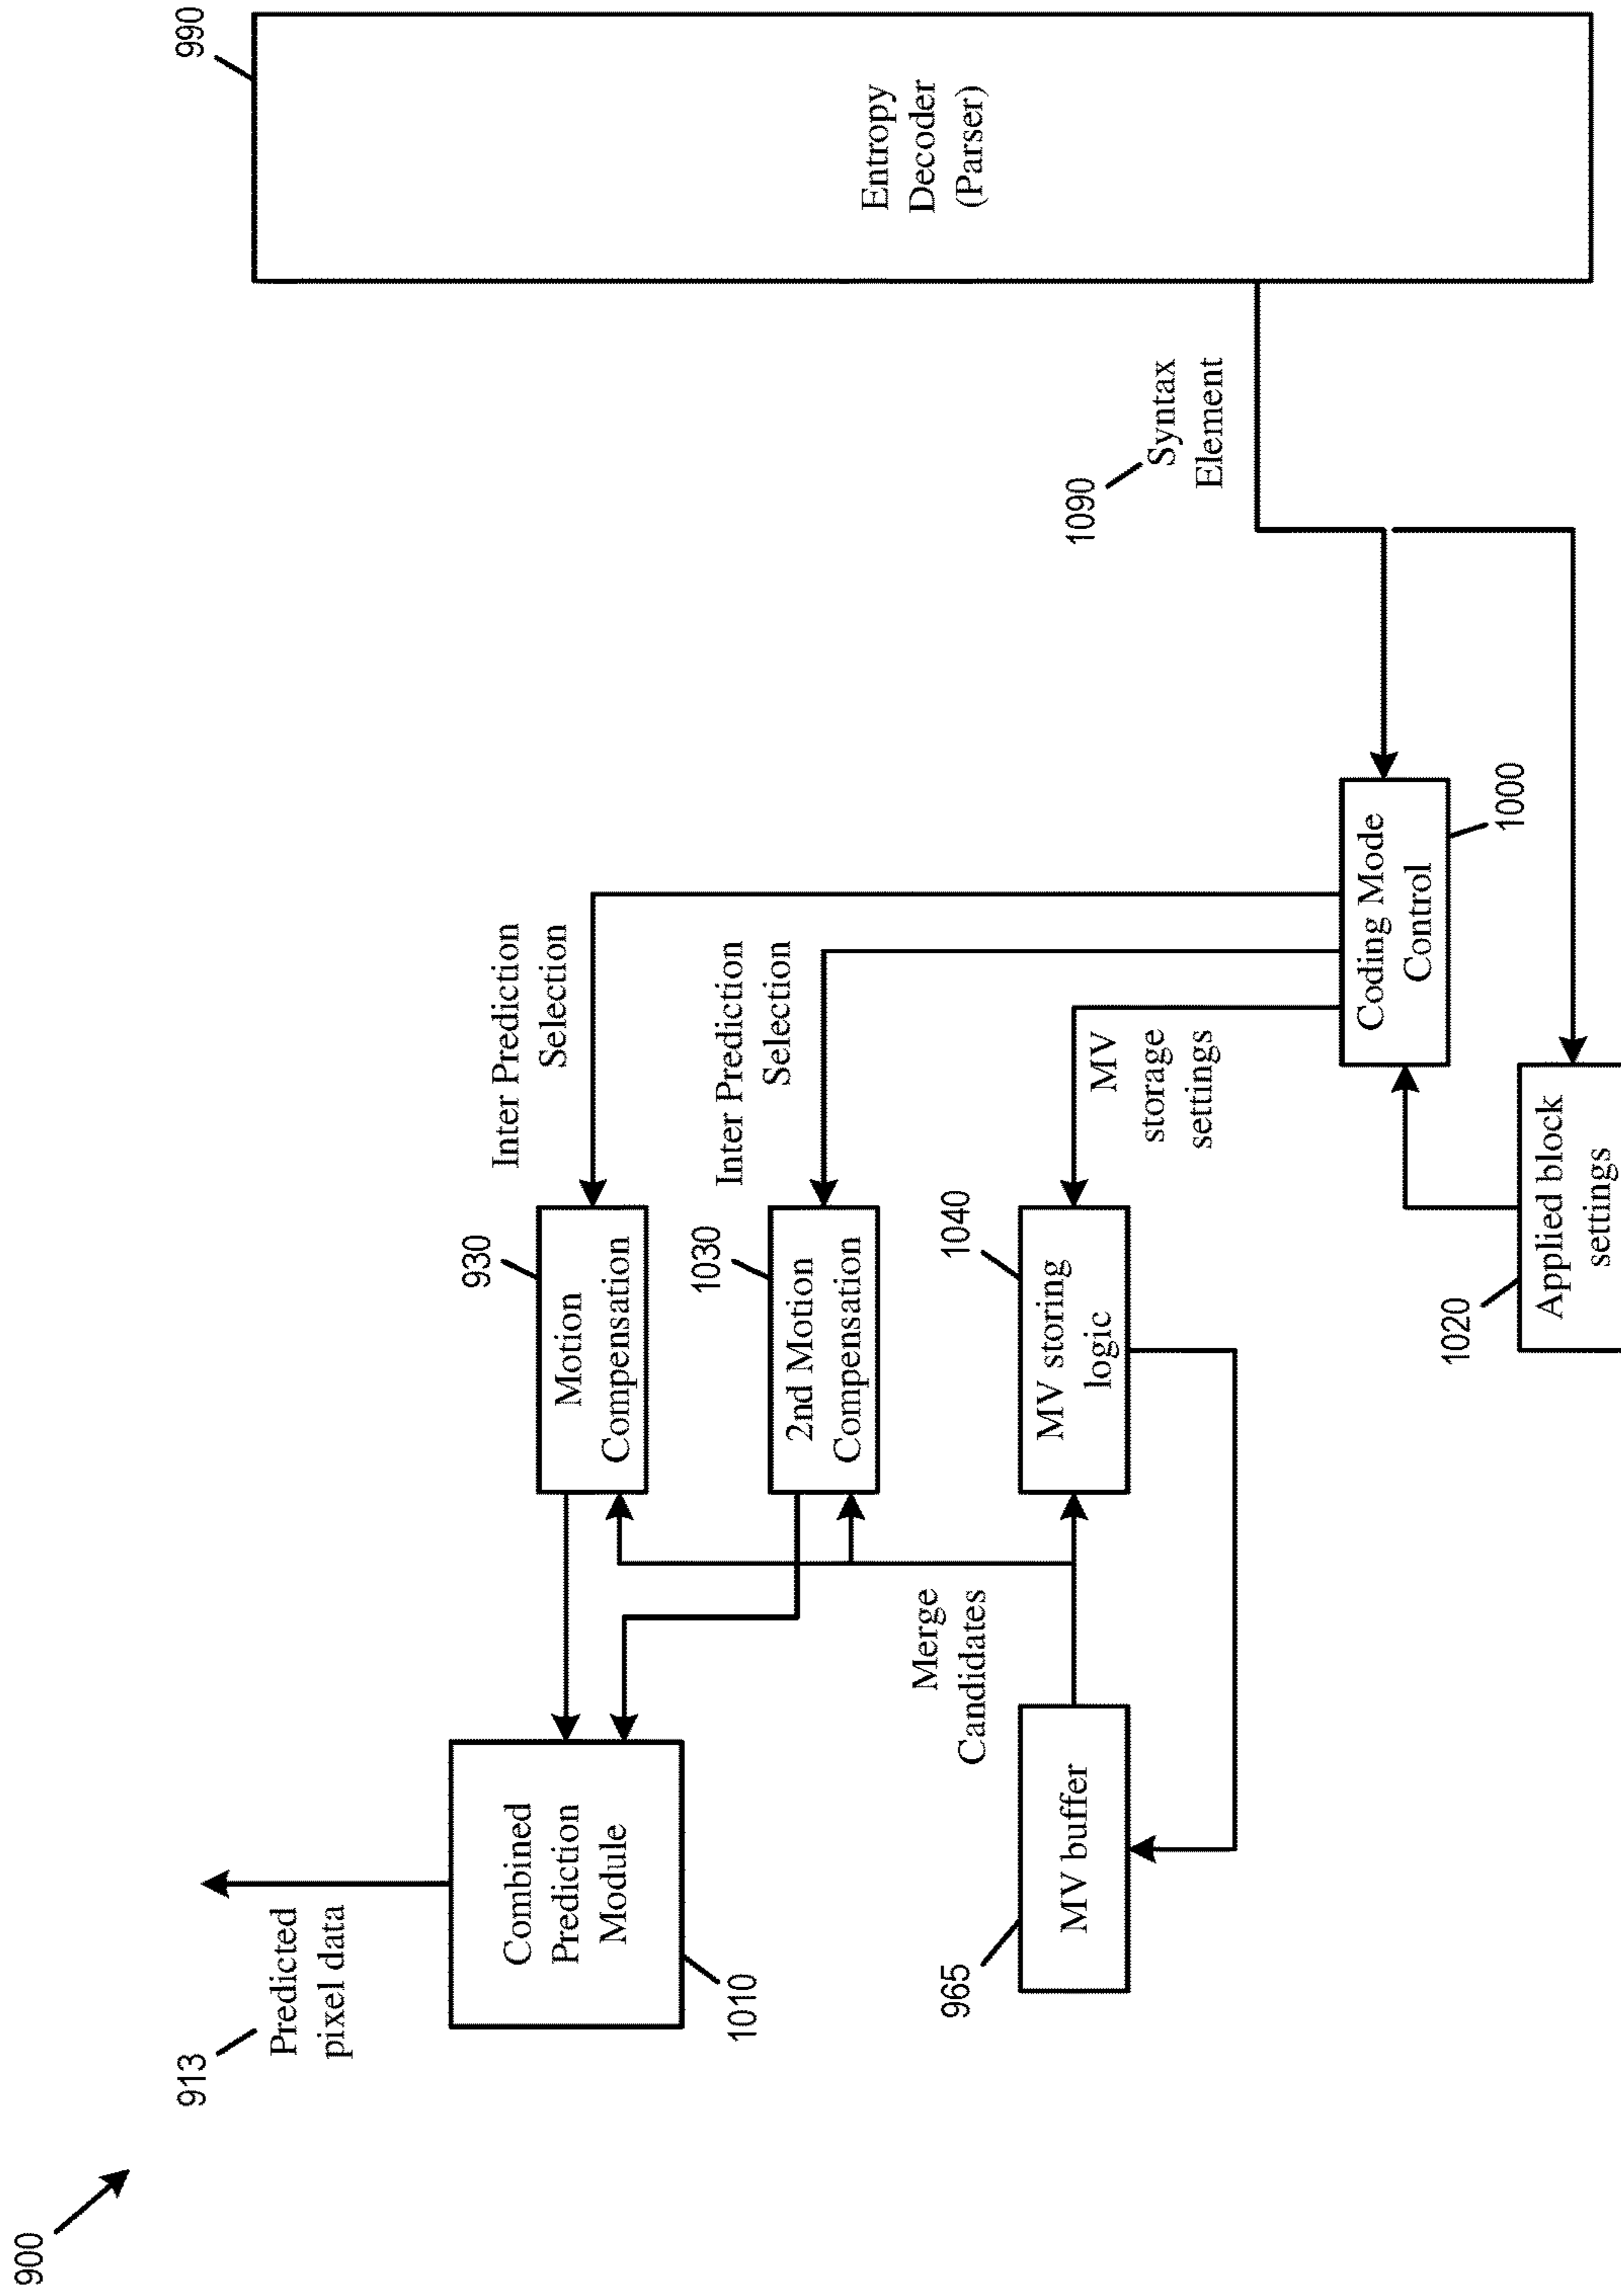 900
913
Predicted
pixel data
Combined
Prediction
Module
1010
965
MV buffer
Merge
Candidates
930
Motion
Compensation
1030
2nd Motion
Compensation
1040
MV storing
logic
Inter Prediction
Selection
Inter Prediction
Selection
MV
storage
settings
1020
Applied block
settings
Coding Mode
Control
1000
1090
Syntax
Element
990
Entropy
Decoder
(Parser)